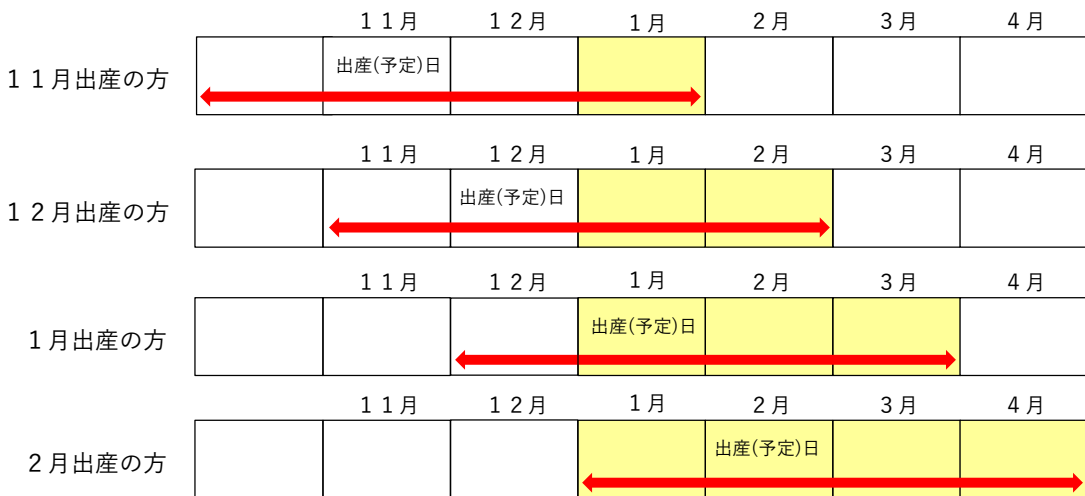 １１月 １２月 １月 ２月 ３月 ４月
１１月出産の方 出産(予定)日
１１月 １２月 １月 ２月 ３月 ４月
１２月出産の方 出産(予定)日
１１月 １２月 １月 ２月 ３月 ４月
１月出産の方 出産(予定)日
１１月 １２月 １月 ２月 ３月 ４月
２月出産の方 出産(予定)日